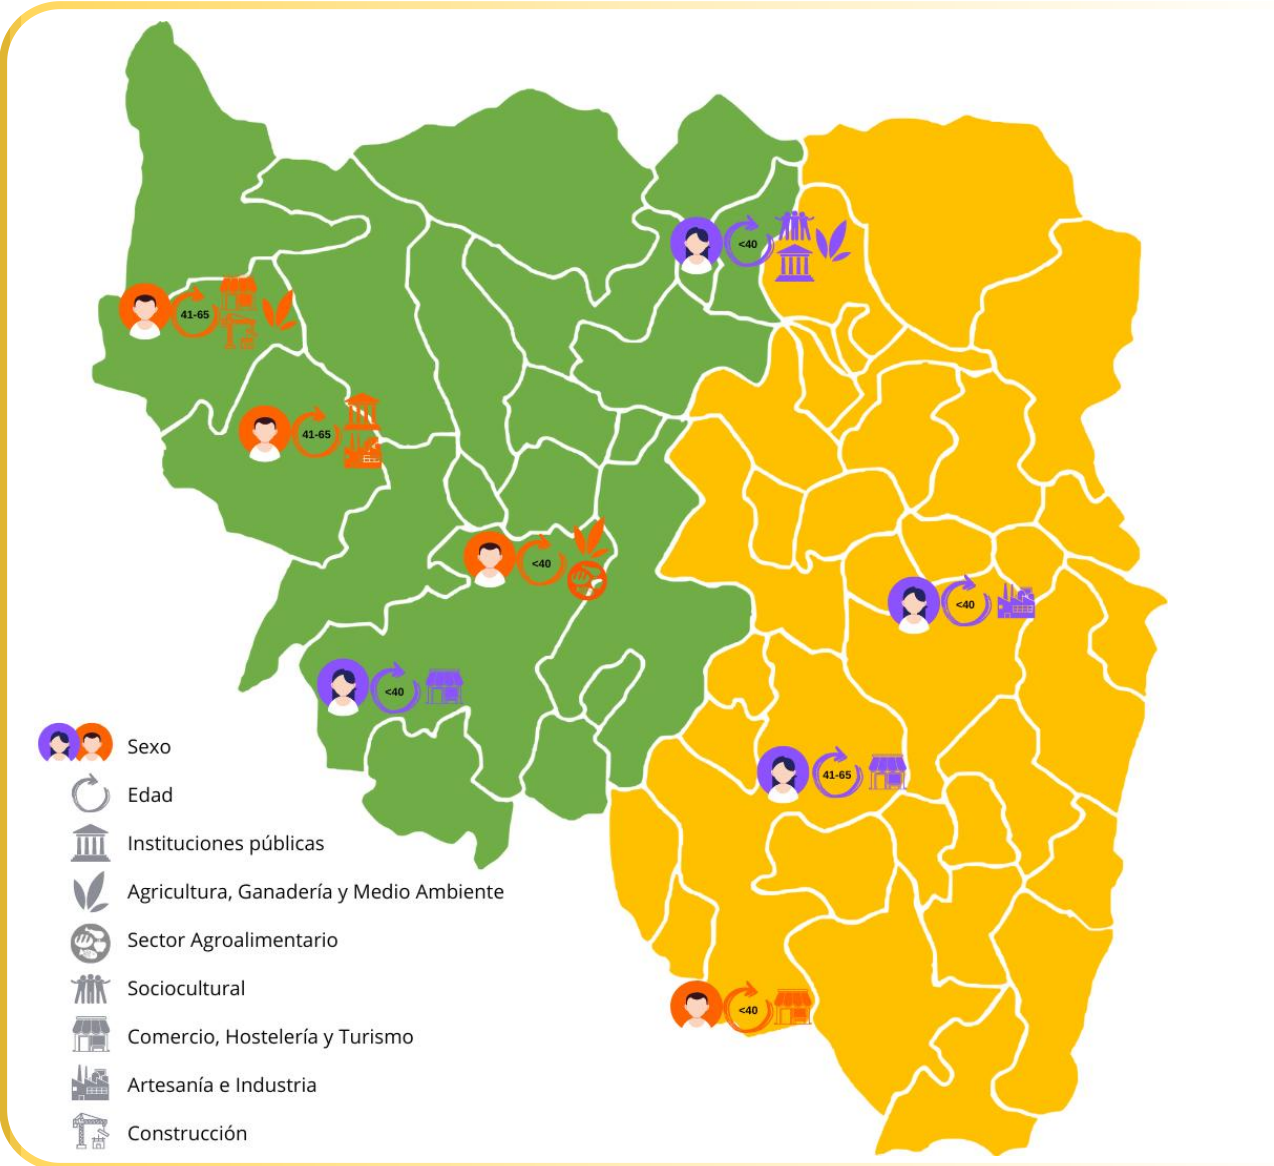 <40
41-65
41-65
<40
<40
<40
41-65
<40
Sexo
Edad
Instituciones públicas
Agricultura, Ganadería y Medio Ambiente
Sector Agroalimentario
Sociocultural
Comercio, Hostelería y Turismo
Artesanía e Industria
Construcción